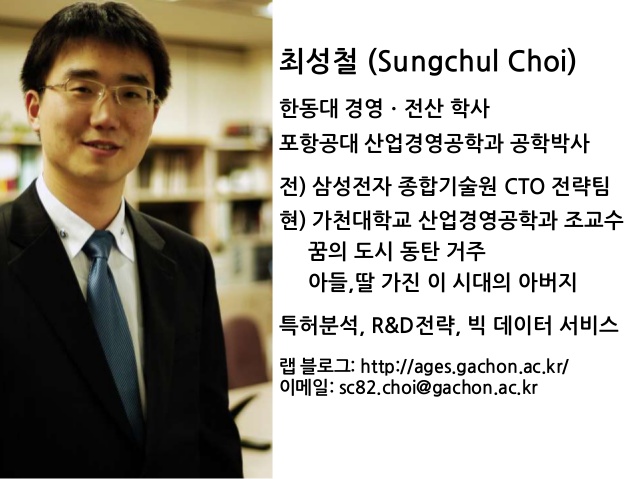 최성철 (Sungchul Choi)
한동대 경영 · 전산 학사
포항공대 산업경영공학과 공학박사
전) 삼성전자 종합기술원 CTO 전략팀
현) 가천대학교 산업경영공학과 조교수
꿈의 도시 동탄 거주
아들,딸 가진 이 시대의 아버지
특허분석, R&D전략, 빅 데이터 서비스
랩 블로그: http://ages.gachon.ac.kr/
이메일: sc82.choi@gachon.ac.kr